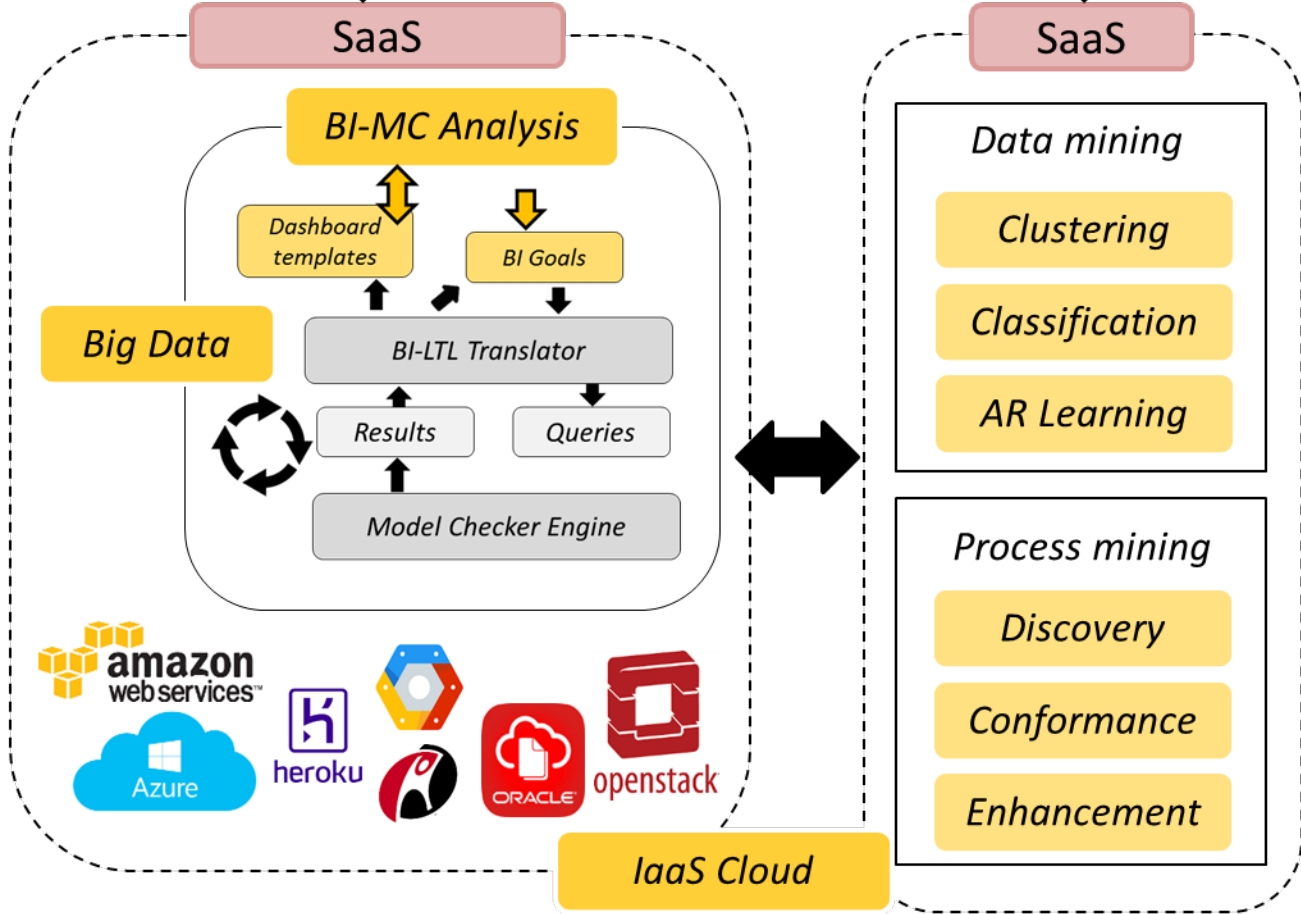 SaaS
BI-MC Analysis
Dashboard
templates
BI Goals
Big Data
BI-LTL Translator
Results
Queries
Model Checker Engine
amazon
web services™
Azure
heroku
ORACLE®
openstack
IaaS Cloud
SaaS
Data mining
Clustering
Classification
AR Learning
Process mining
Discovery
Conformance
Enhancement